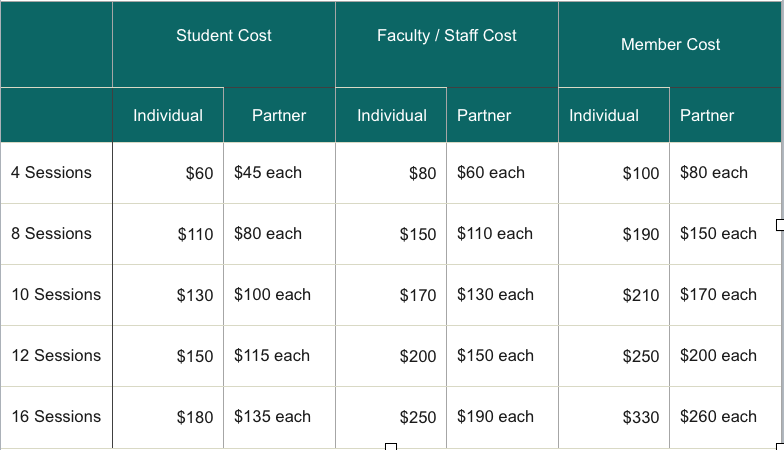 Student Cost Faculty / Staff Cost Member Cost
Individual Partner Individual Partner Individual Partner
4 Sessions $60 $45 each $80 $60 each $100 $80 each
8 Sessions $110 $80 each $150 $110 each $190 $150 each
10 Sessions $130 $100 each $170 $130 each $210 $170 each
12 Sessions $150 $115 each $200 $150 each $250 $200 each
16 Sessions $180 $135 each $250 $190 each $330 $260 each